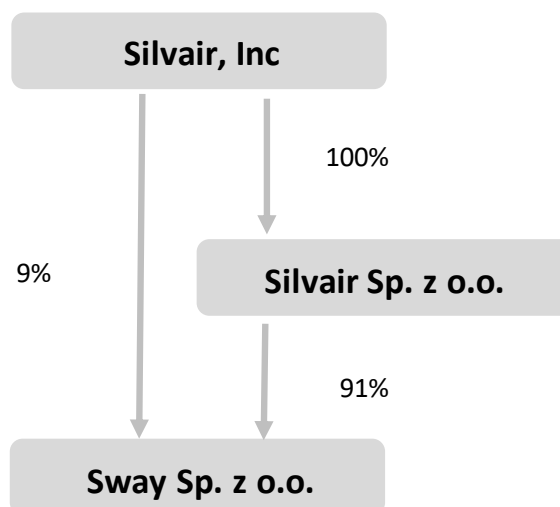 Silvair, Inc
100%
9%
Silvair Sp. z o.o.
91%
Sway Sp. z o.o.